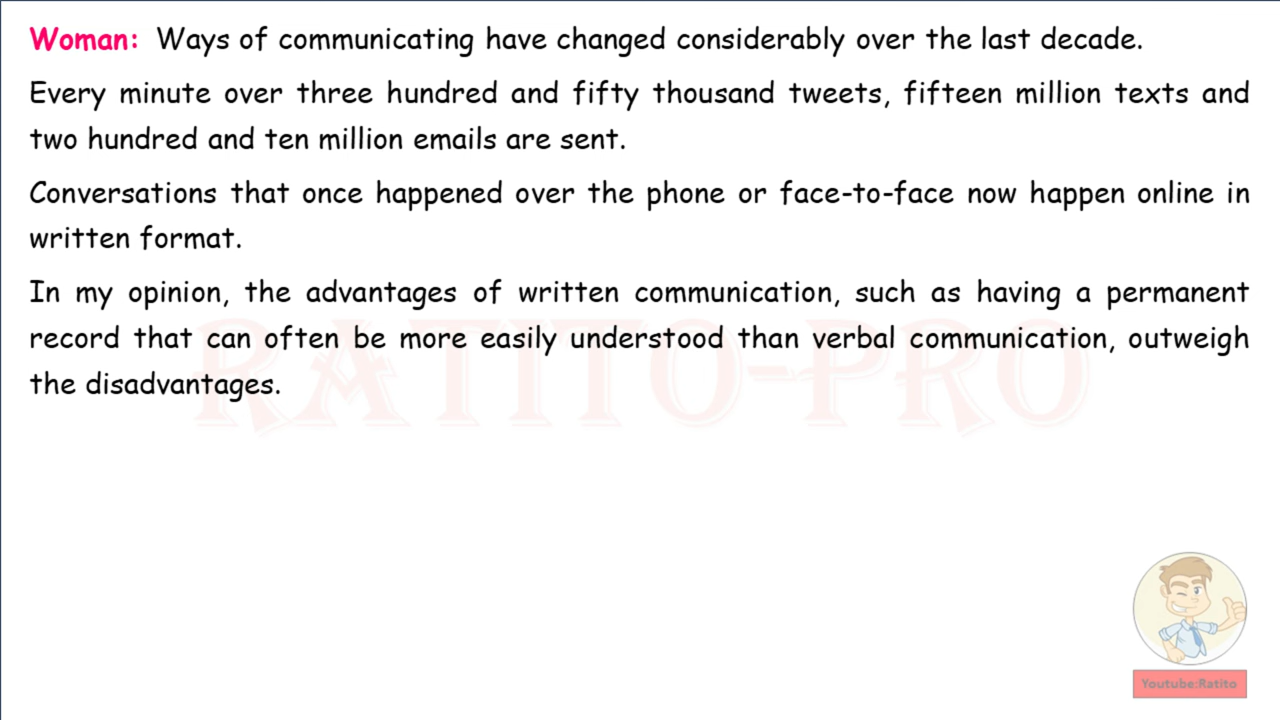 Woman: Ways of communicating have changed considerably over the last decade.
Every minute over three hundred and fifty thousand tweets, fifteen million texts and
two hundred and ten million emails are sent.
Conversations that once happened over the phone or face-to-face now happen online in
written format.
In my opinion, the advantages of written communication, such as having a permanent
record that can often be more easily understood than verbal communication, outweigh
the disadvantages.
RATITO-PRO
Youtube:Ratito